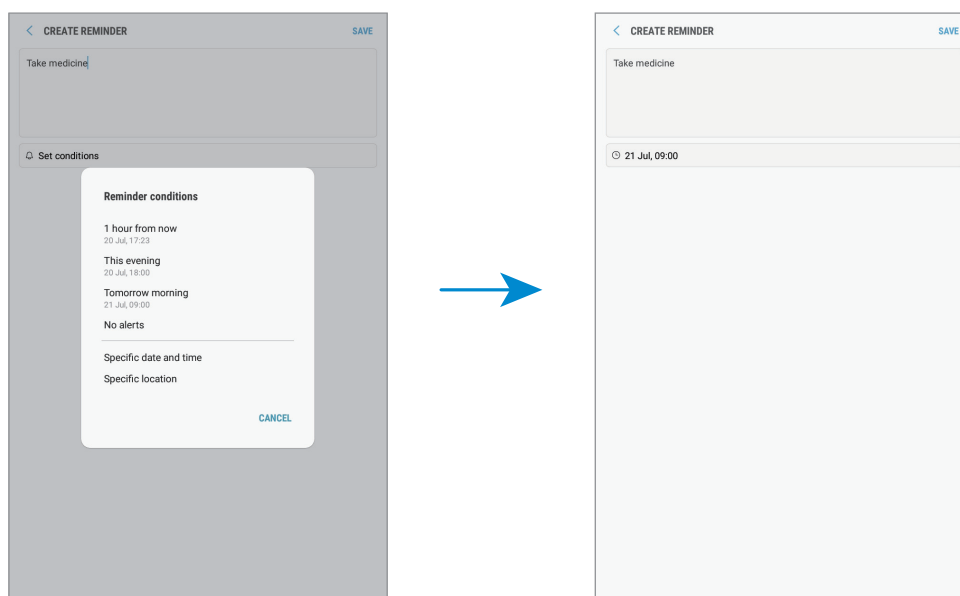 CREATE REMINDER SAVE
Take medicine
Set conditions
Reminder conditions
1 hour from now
20 Jul, 17:23
This evening
20 Jul, 18:00
Tomorrow morning
21 Jul, 09:00
No alerts
Specific date and time
Specific location
CANCEL
CREATE REMINDER SAVE
Take medicine
21 Jul, 09:00